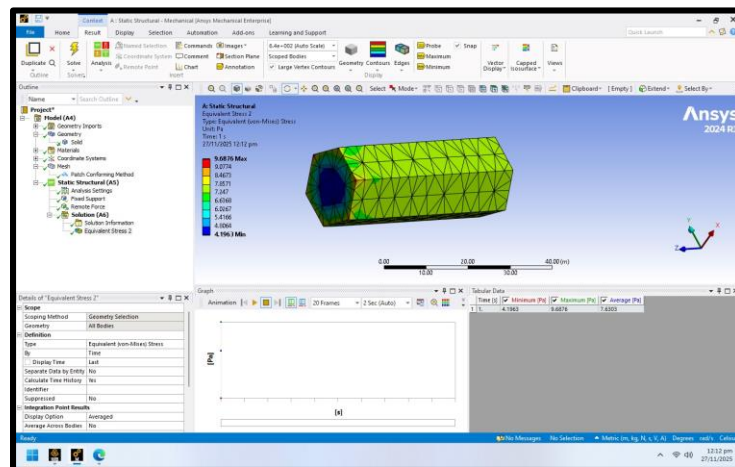 Context
A : Static Structural - Mechanical [Ansys Mechanical Enterprise]
File Home Result Display Selection Automation Add-ons Learning and Support
Quick Launch
Duplicate Q
Outline
Solve
Solvers
Analysis
Named Selection
Coordinate System
Remote Point
Commands
Comment
Chart
Images
Section Plane
Annotation
Insert
6.4e+002 (Auto Scale)
Scoped Bodies
Large Vertex Contours
Geometry Contours Edges
Probe
Maximum
Minimum
Snap
Display
Vector Display
Capped Isosurface
Views
Outline
Name Search Outline
Select Mode
Clipboard [ Empty ] Extend Select By
Project*
Model (A4)
Geometry Imports
Geometry
Solid
Materials
Coordinate Systems
Mesh
Patch Conforming Method
Static Structural (A5)
Analysis Settings
Fixed Support
Remote Force
Solution (A6)
Solution Information
Equivalent Stress 2
A: Static Structural
Equivalent Stress 2
Type: Equivalent (von-Mises) Stress
Unit: Pa
Time: 1 s
27/11/2025 12:12 pm
9.6876 Max
9.0774
8.4673
7.8571
7.247
6.6368
6.0267
5.4166
4.8064
4.1963 Min
Ansys
2024 R
0.00 20.00 40.00 (m)
10.00 30.00
Y
X
Z
Details of "Equivalent Stress 2"
Scope
Scoping Method Geometry Selection
Geometry All Bodies
Definition
Type Equivalent (von-Mises) Stress
By Time
Display Time Last
Separate Data by Entity No
Calculate Time History Yes
Identifier
Suppressed No
Integration Point Results
Display Option Averaged
Average Across Bodies No
Graph
Animation 20 Frames 2 Sec (Auto)
[Pa]
[s]
Tabular Data
Time [s] Minimum [Pa] Maximum [Pa] Average [Pa]
1 1. 4.1963 9.6876 7.6303
Ready
No Messages No Selection Metric (m, kg, N, s, V, A) Degrees rad/s
12:12 pm
27/11/2025